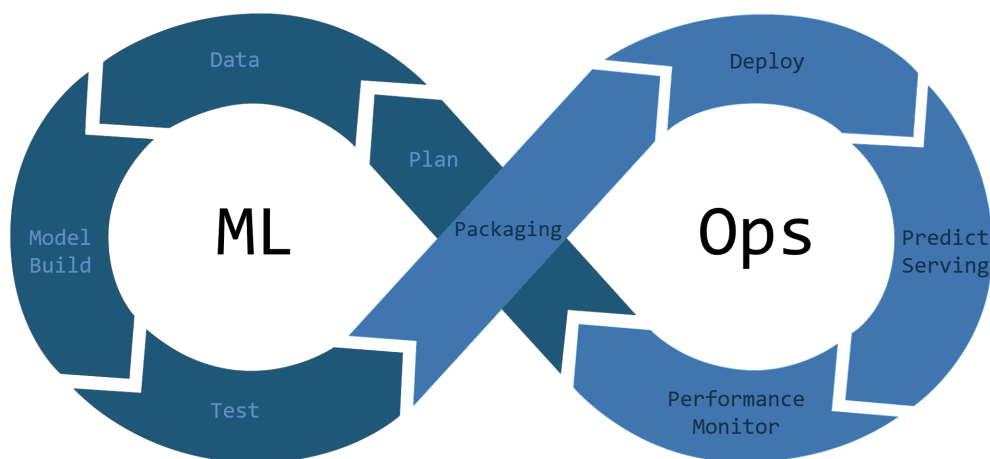 Data
Deploy
Plan
ML
Packaging
Ops
Model
Build
Predict
Serving
Test
Performance
Monitor